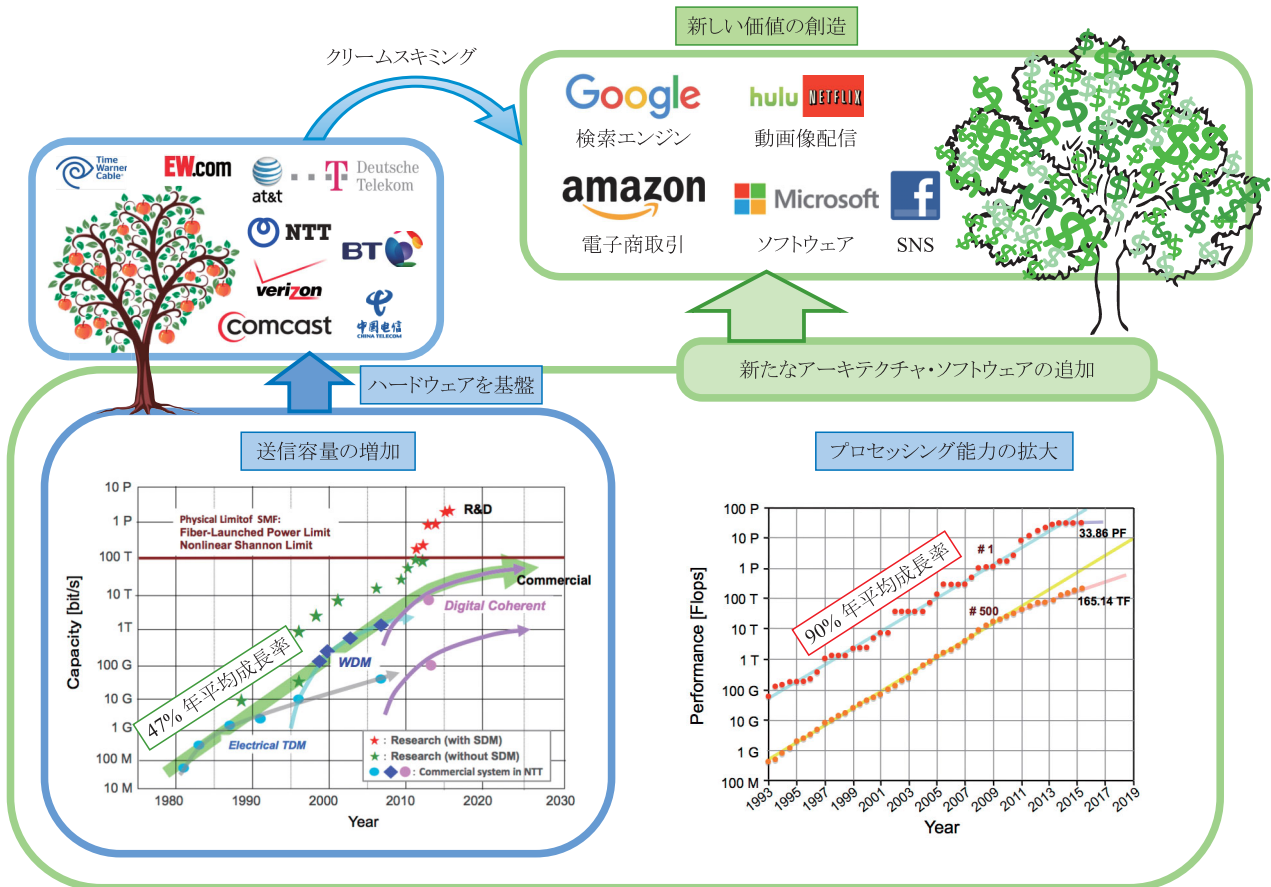 新しい価値の創造
クリームスキミング
Google
検索エンジン
hulu NETFLIX
動画像配信
amazon
電子商取引
Microsoft
ソフトウェア
f
SNS
Time
Warner
Cable
EW.com
at&t
T Deutsche
Telekom
NTT
BT
verizon
comcast
中国电信
CHINA TELECOM
ハードウェアを基盤
新たなアーキテクチャ・ソフトウェアの追加
送信容量の増加
Capacity [bit/s]
10 P
1 P
100 T
10 T
1T
100 G
10 G
1 G
100 M
10 M
Physical Limitof SMF:
Fiber-Launched Power Limit
Nonlinear Shannon Limit
R&D
Commercial
Digital Coherent
47% 年平均成長率
WDM
Electrical TDM
★ : Research (with SDM)
★ : Research (without SDM)
●◆● : Commercial system in NTT
1980 1990 2000 2010 2020 2030
Year
プロセッシング能力の拡大
Performance [Flops]
100 P
10 P
1 P
100 T
10 T
1 T
100 G
10 G
1 G
100 M
33.86 PF
# 1
90% 年平均成長率
# 500
165.14 TF
1993 1995 1997 1999 2001 2003 2005 2007 2009 2011 2013 2015 2017 2019
Year